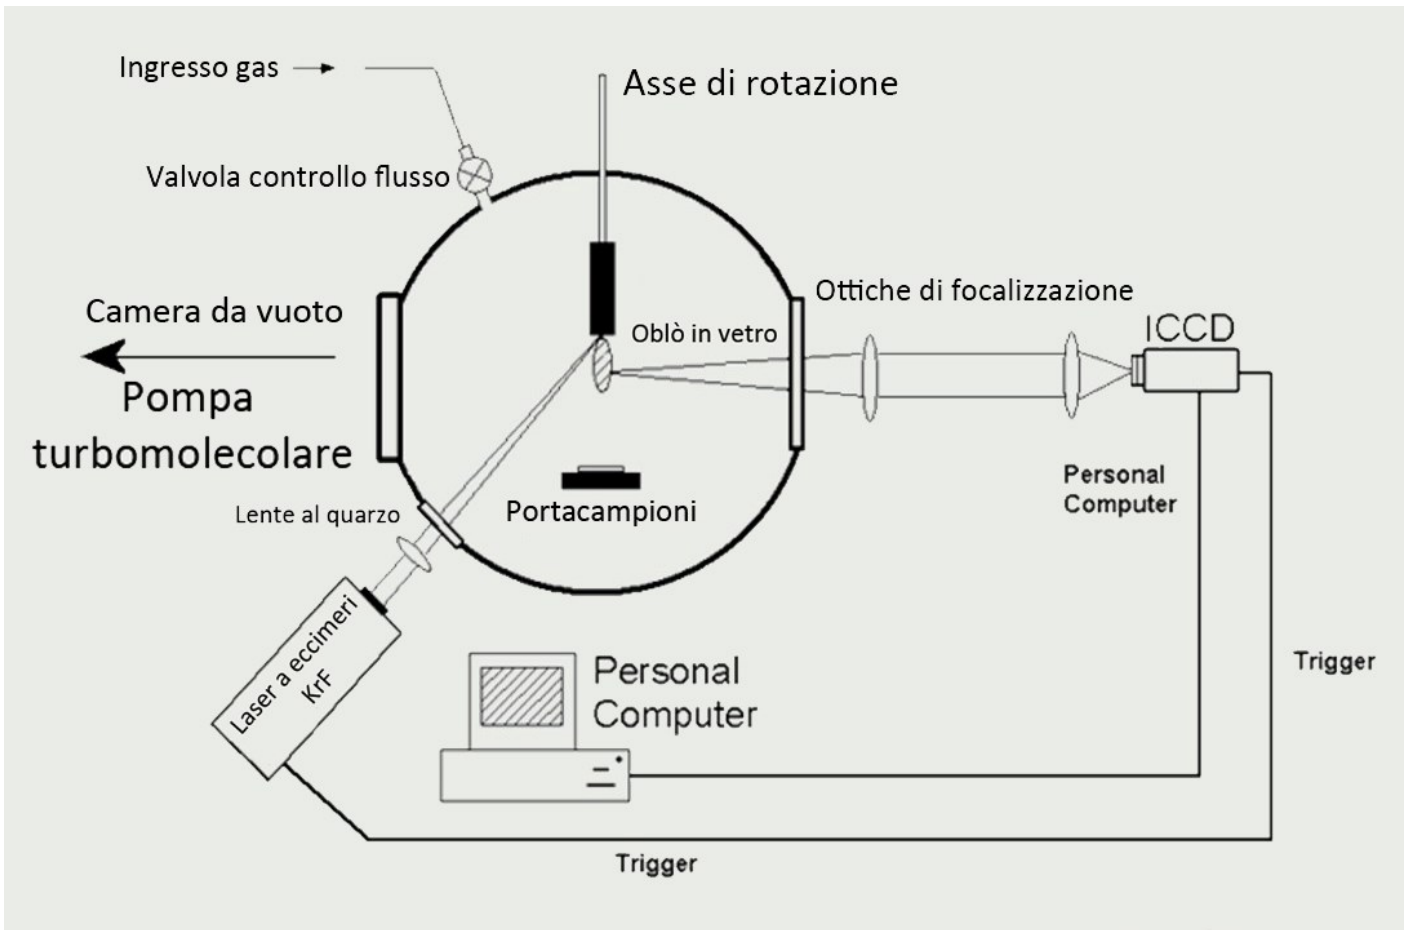 Ingresso gas
Asse di rotazione
Valvola controllo flusso
Camera da vuoto
Pompa
turbomolecolare
Oblò in vetro
Ottiche di focalizzazione
ICCD
Personal
Computer
Lente al quarzo
Portacampioni
Laser a eccimeri
KrF
Personal
Computer
Trigger
Trigger